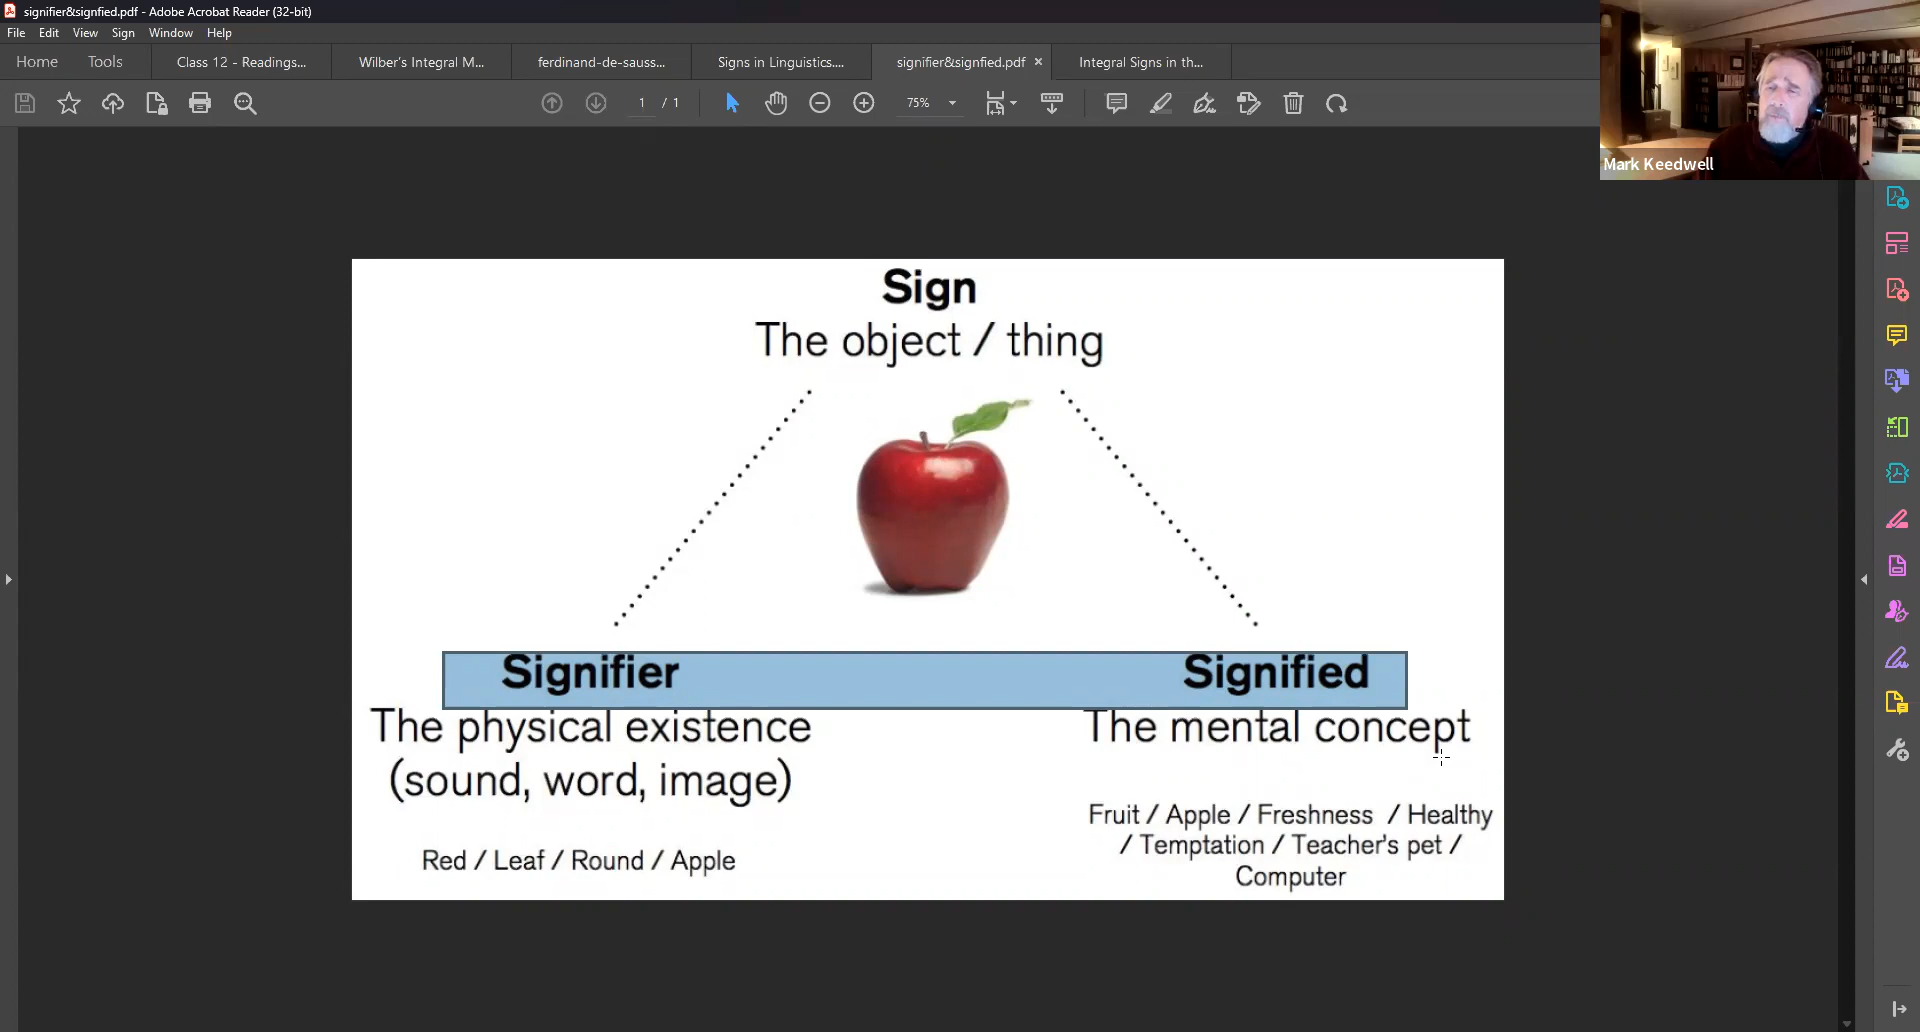 signifier&signfied.pdf - Adobe Acrobat Reader (32-bit)
File Edit View Sign Window Help
Home Tools Class 12 - Readings... Wilber's Integral M... ferdinand-de-sauss... Signs in Linguistics.... signifier&signfied.pdf × Integral Signs in th...
1 / 1 75%
Mark Keedwell
Sign
The object / thing
Signifier Signified
The physical existence The mental concept
(sound, word, image)
Fruit / Apple / Freshness / Healthy
/ Temptation / Teacher's pet /
Red / Leaf / Round / Apple
Computer